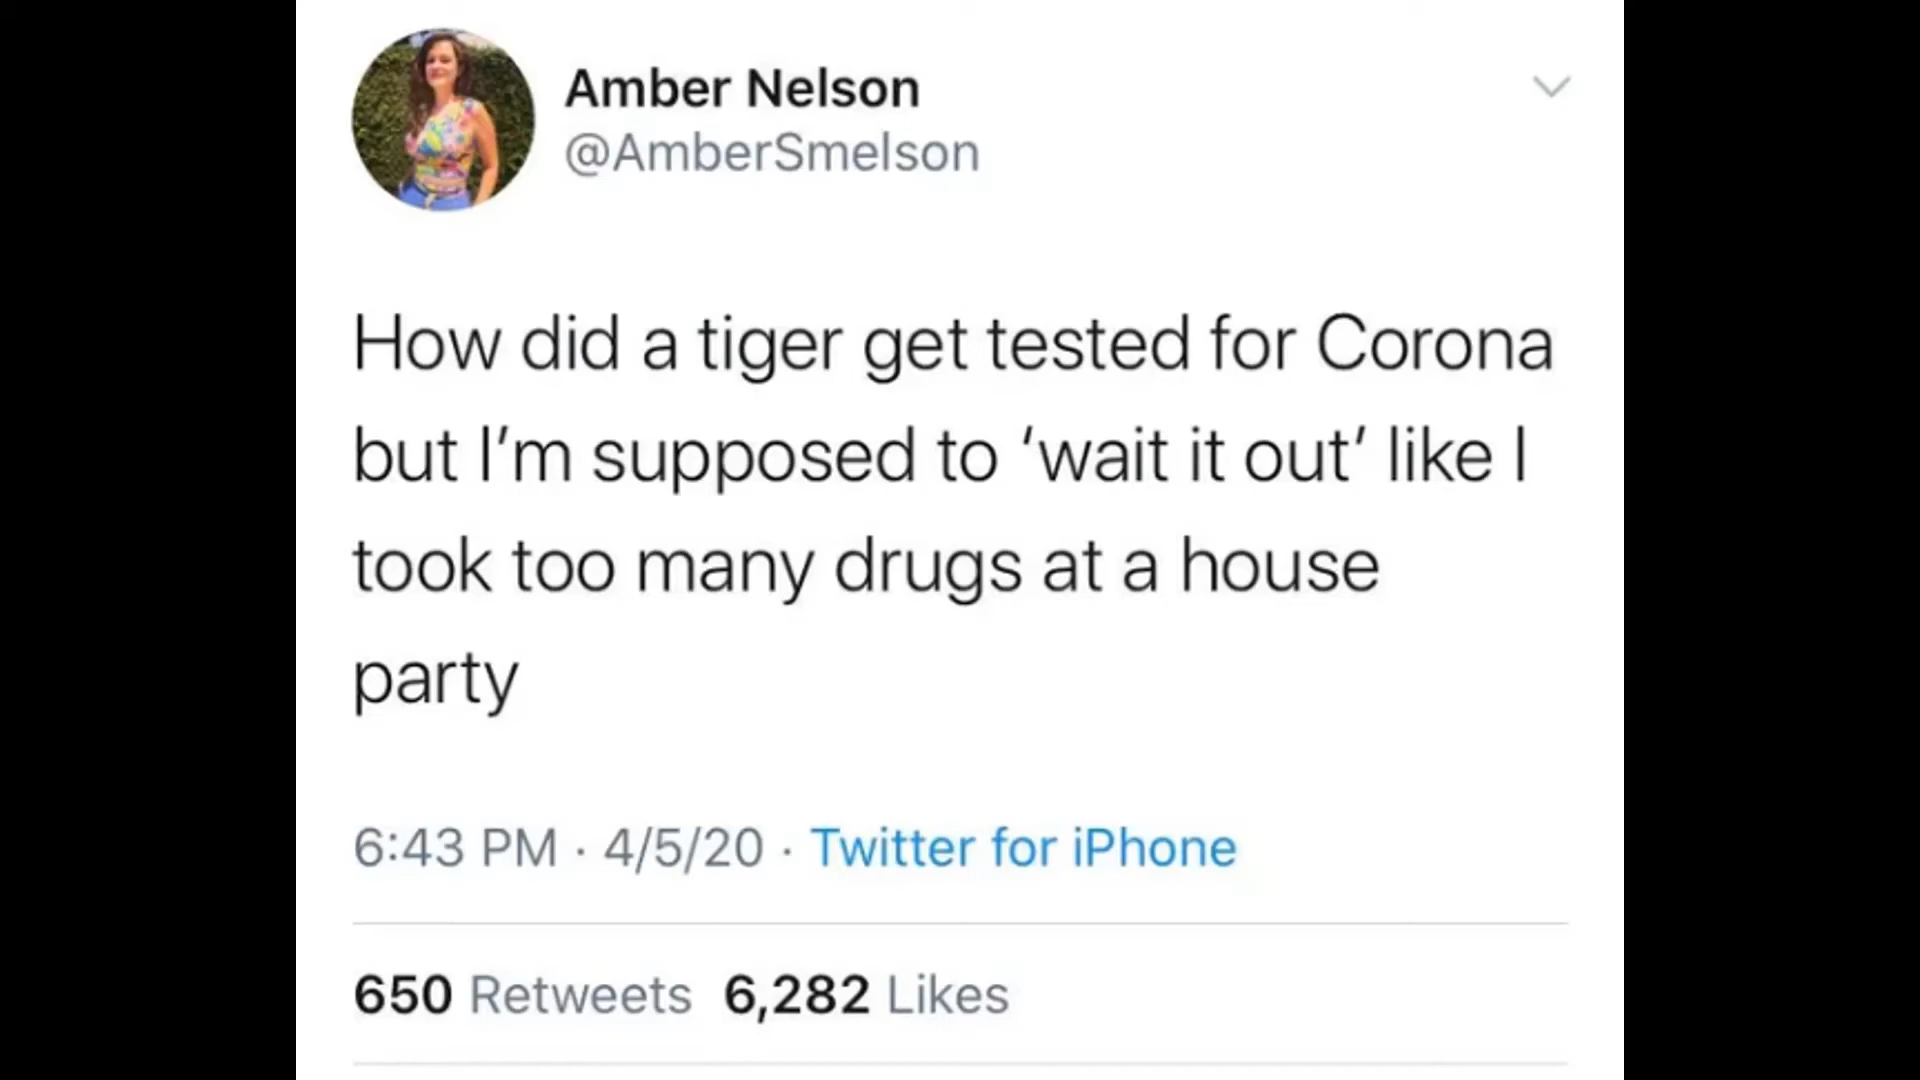 Amber Nelson
@AmberSmelson
How did a tiger get tested for Corona
but I’m supposed to ‘wait it out’ like I
took too many drugs at a house
party
6:43 PM · 4/5/20 · Twitter for iPhone
650 Retweets 6,282 Likes